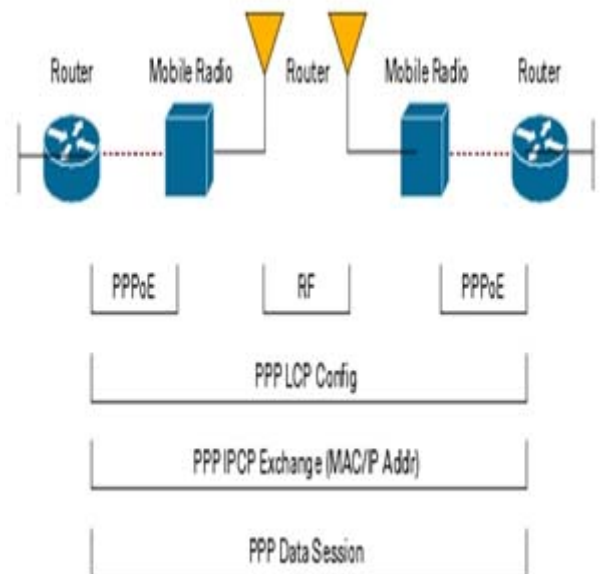 Router Mobile Radio Router Mobile Radio Router
PPPoE RF PPPoE
PPP LCP Config
PPP IPCP Exchange (MAC/IP Addr)
PPP Data Session